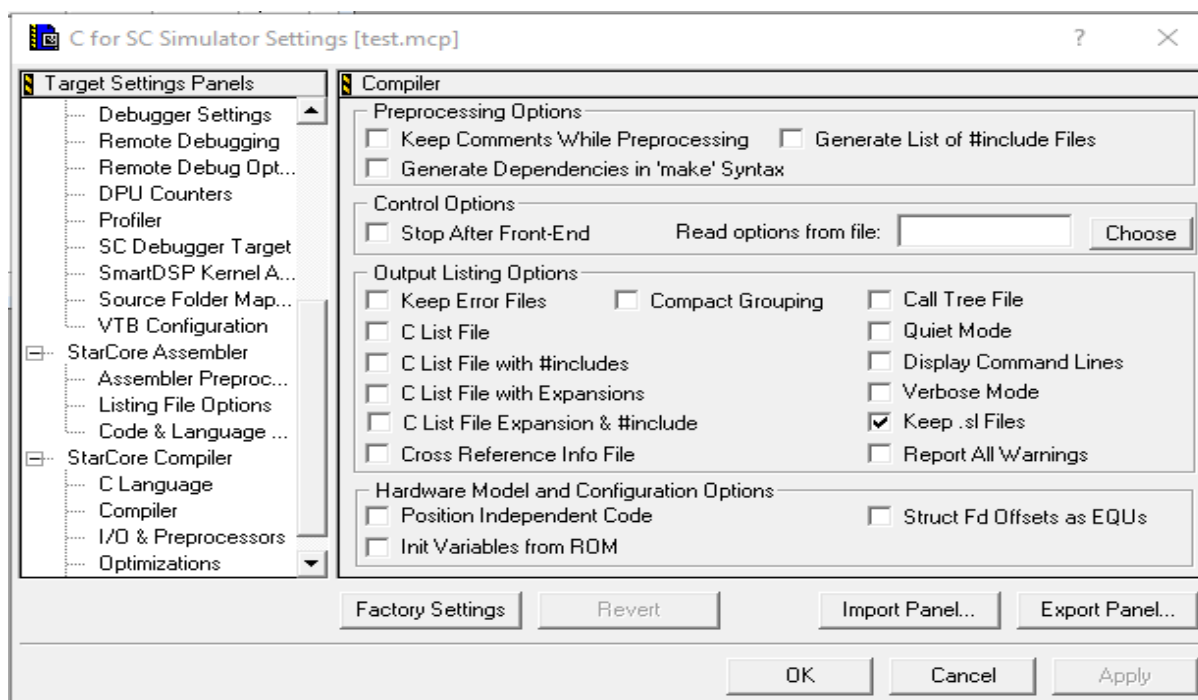 C for SC Simulator Settings [test.mcp]
?
Target Settings Panels
Debugger Settings
Remote Debugging
Remote Debug Opt...
DPU Counters
Profiler
SC Debugger Target
SmartDSP Kernel A...
Source Folder Map...
VTB Configuration
StarCore Assembler
Assembler Preproc...
Listing File Options
Code & Language ...
StarCore Compiler
C Language
Compiler
I/O & Preprocessors
Optimizations
Compiler
Preprocessing Options
Keep Comments While Preprocessing Generate List of #include Files
Generate Dependencies in 'make' Syntax
Control Options
Stop After Front-End Read options from file: Choose
Output Listing Options
Keep Error Files Compact Grouping Call Tree File
C List File Quiet Mode
C List File with #includes Display Command Lines
C List File with Expansions Verbose Mode
C List File Expansion & #include Keep .sl Files
Cross Reference Info File Report All Warnings
Hardware Model and Configuration Options
Position Independent Code Struct Fd Offsets as EQUs
Init Variables from ROM
Factory Settings Revert Import Panel... Export Panel...
OK Cancel Apply